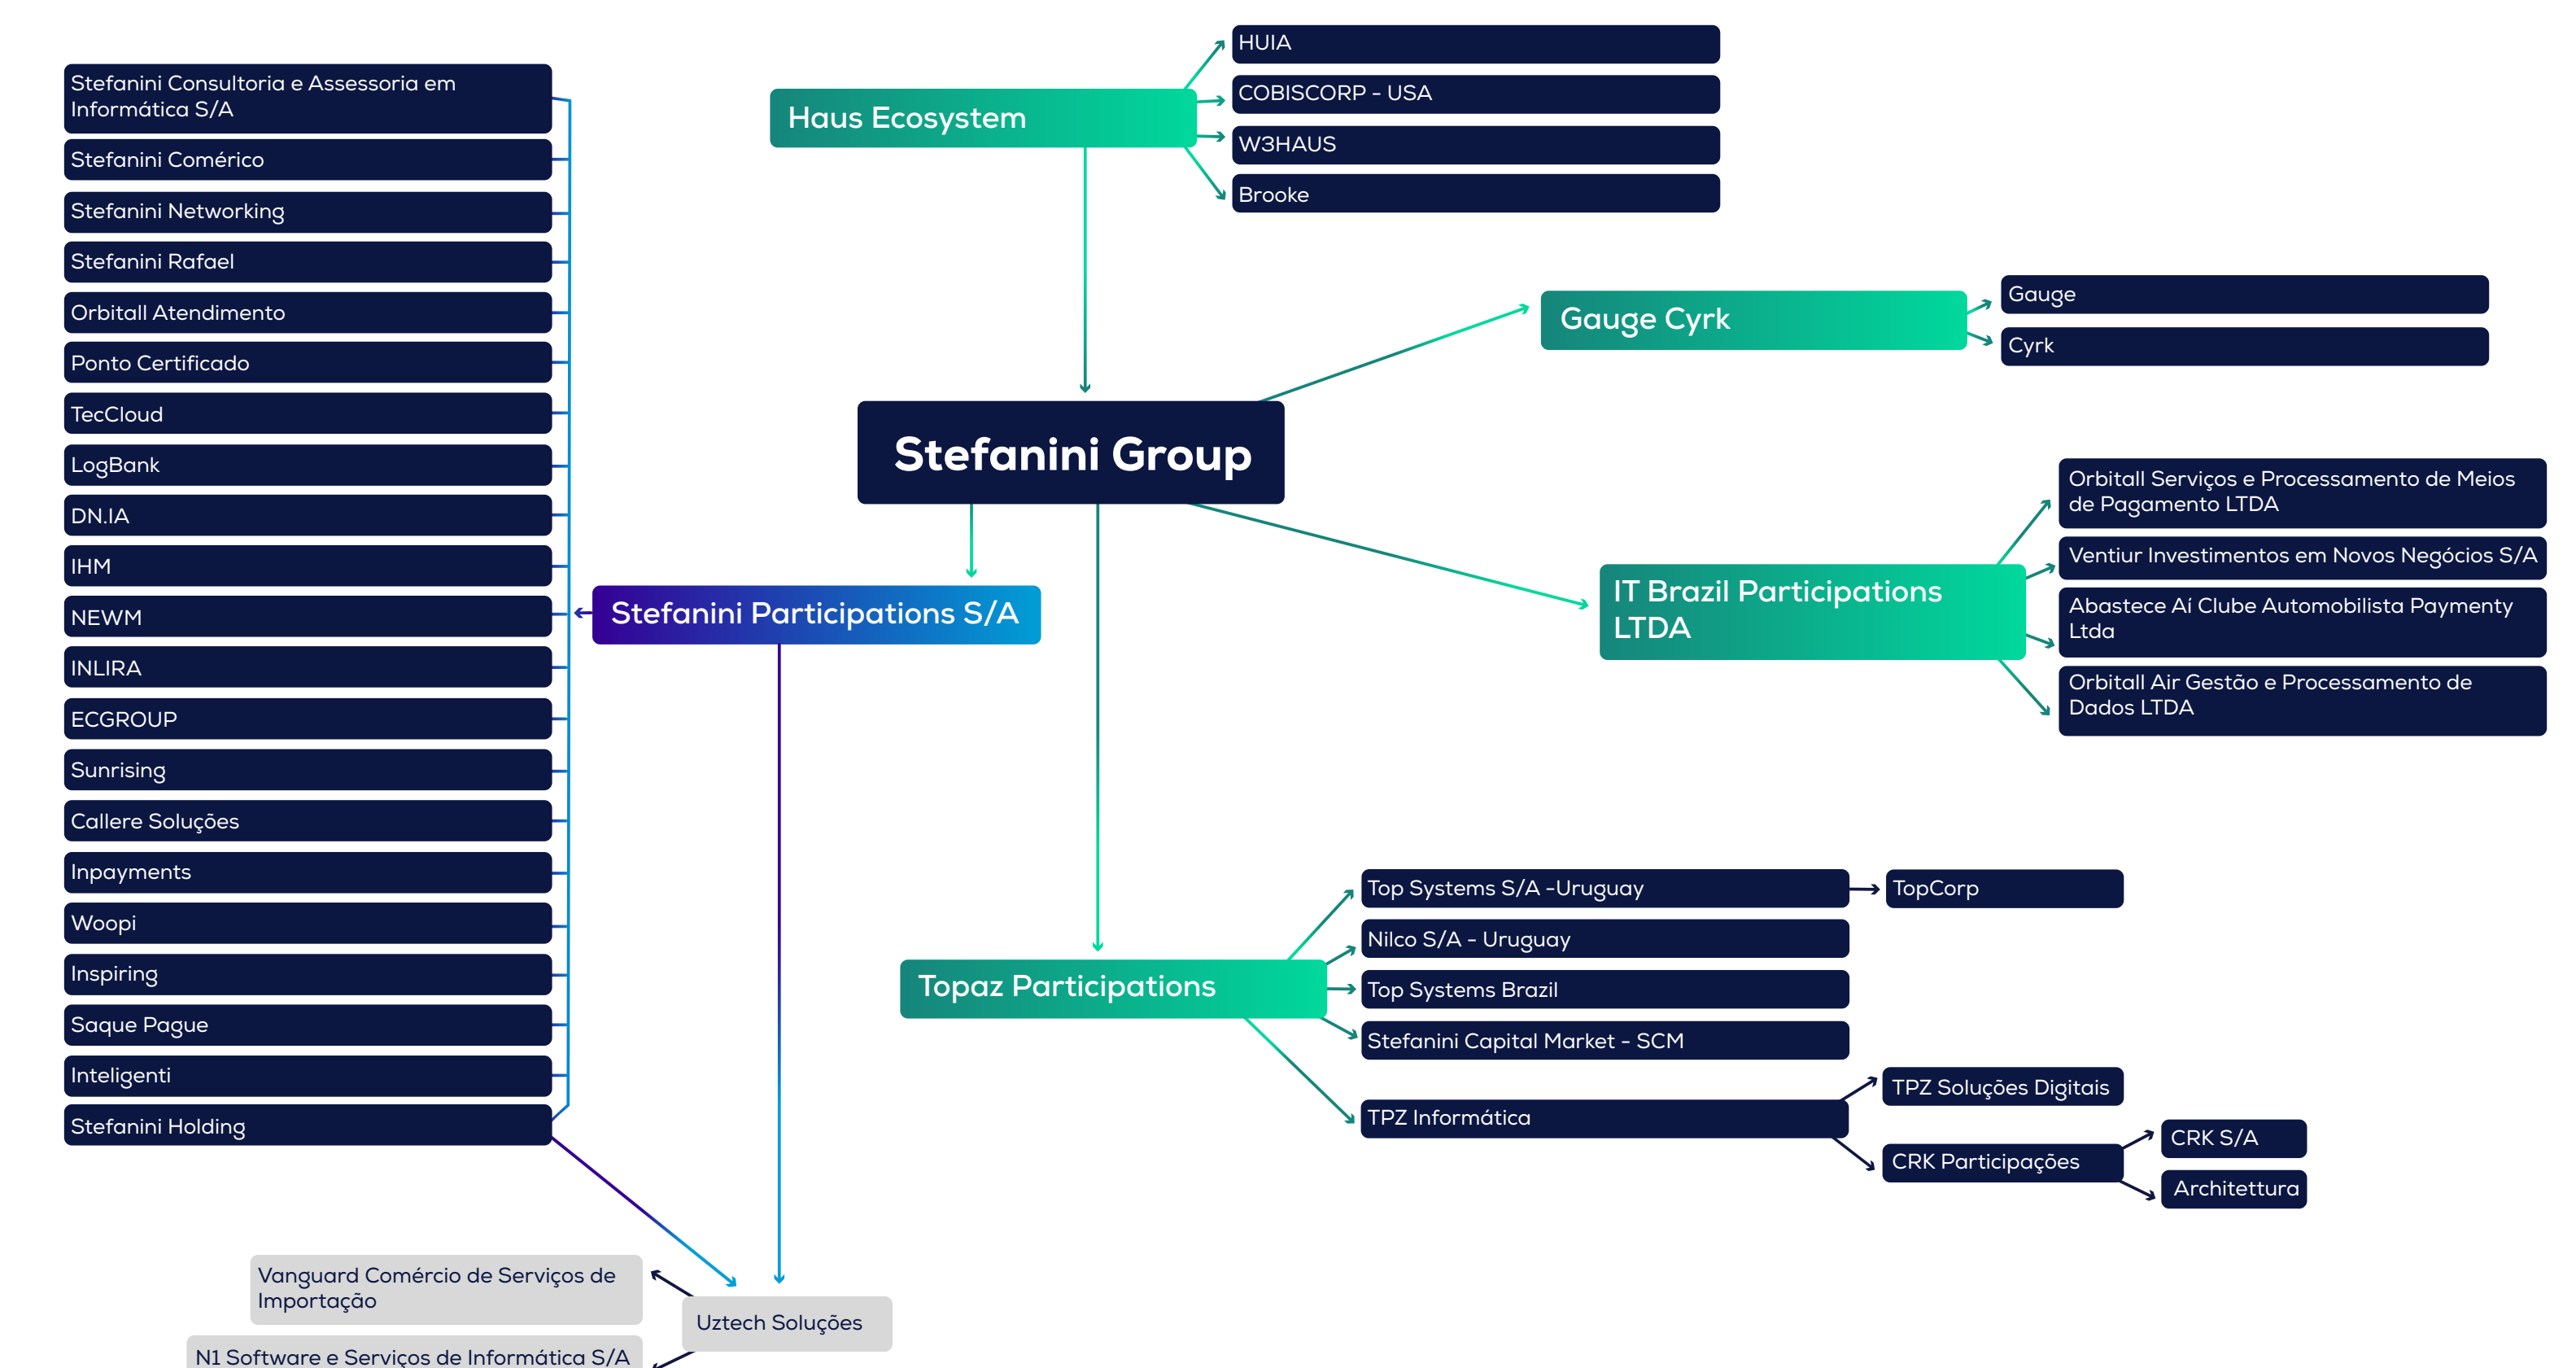 Stefanini Consultoria e Assessoria em
Informática S/A
Stefanini Comérico
Stefanini Networking
Stefanini Rafael
Orbitall Atendimento
Ponto Certificado
TecCloud
LogBank
DN.IA
IHM
NEWM
INLIRA
ECGROUP
Sunrising
Callere Soluções
Inpayments
Woopi
Inspiring
Saque Pague
Inteligenti
Stefanini Holding
Haus Ecosystem
HUIA
COBISCORP - USA
W3HAUS
Brooke
Gauge Cyrk
Gauge
Cyrk
Stefanini Group
Stefanini Participations S/A
IT Brazil Participations
LTDA
Orbitall Serviços e Processamento de Meios
de Pagamento LTDA
Ventiur Investimentos em Novos Negócios S/A
Abastece Aí Clube Automobilista Paymenty
Ltda
Orbitall Air Gestão e Processamento de
Dados LTDA
Topaz Participations
Top Systems S/A -Uruguay
TopCorp
Nilco S/A - Uruguay
Top Systems Brazil
Stefanini Capital Market - SCM
TPZ Informática
TPZ Soluções Digitais
CRK Participações
CRK S/A
Architettura
Vanguard Comércio de Serviços de
Importação
Uztech Soluções
N1 Software e Serviços de Informática S/A